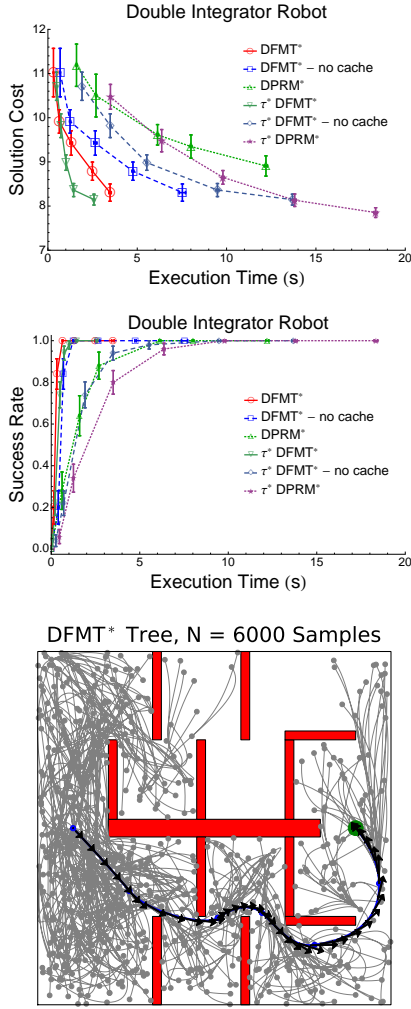 Double Integrator Robot
12
11
10
9
8
7
0
5
10
15
20
Solution Cost
Execution Time (s)
DFMT*
DFMT* – no cache
DPRM*
τ* DFMT*
τ* DFMT* – no cache
τ* DPRM*
Double Integrator Robot
1.0
0.8
0.6
0.4
0.2
0.0
0
5
10
15
20
Success Rate
Execution Time (s)
DFMT*
DFMT* – no cache
DPRM*
τ* DFMT*
τ* DFMT* – no cache
τ* DPRM*
DFMT* Tree, N = 6000 Samples